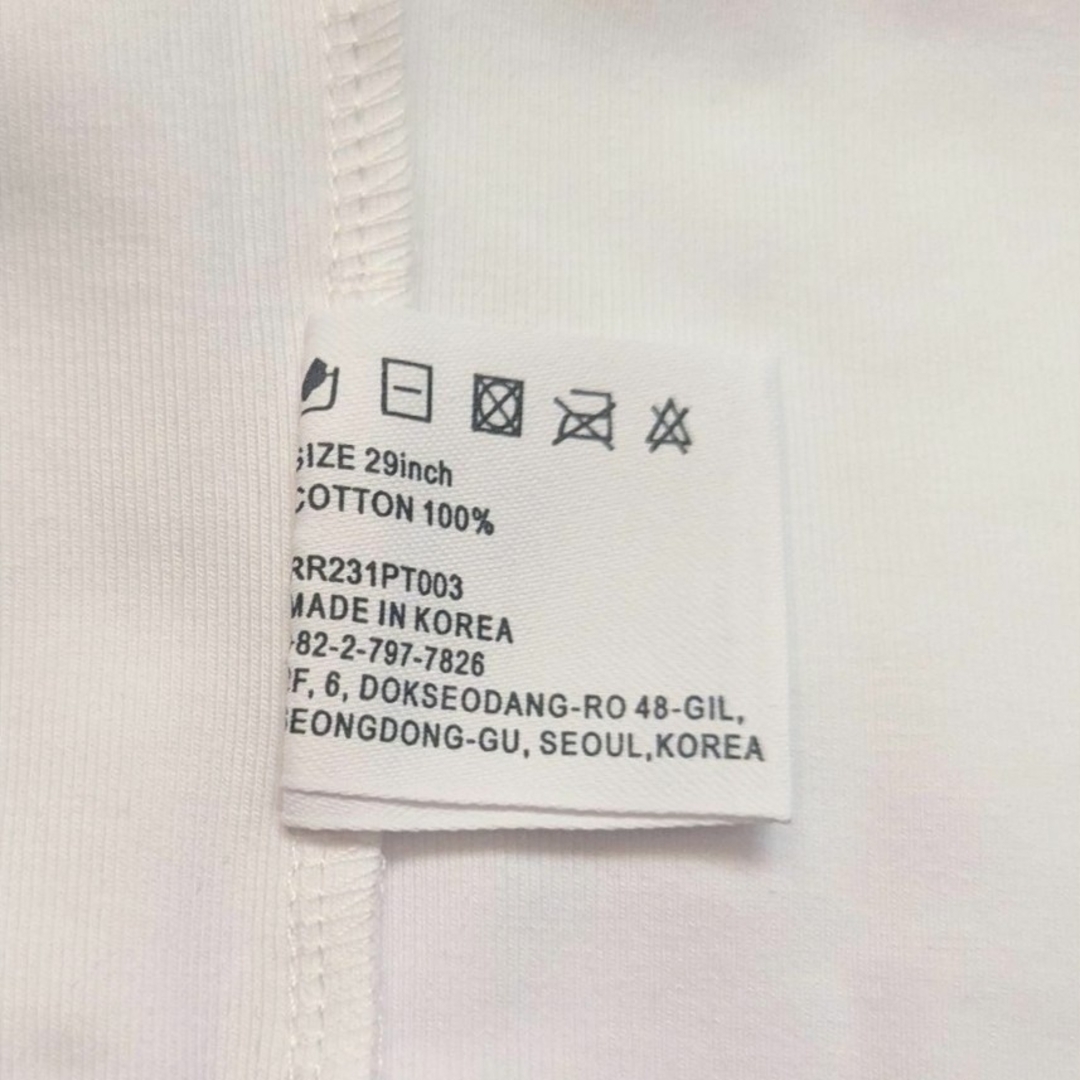 SIZE 29inch
COTTON 100%
RR231PT003
MADE IN KOREA
+82-2-797-7826
2F, 6, DOKSEODANG-RO 48-GIL,
SEONGDONG-GU, SEOUL,KOREA